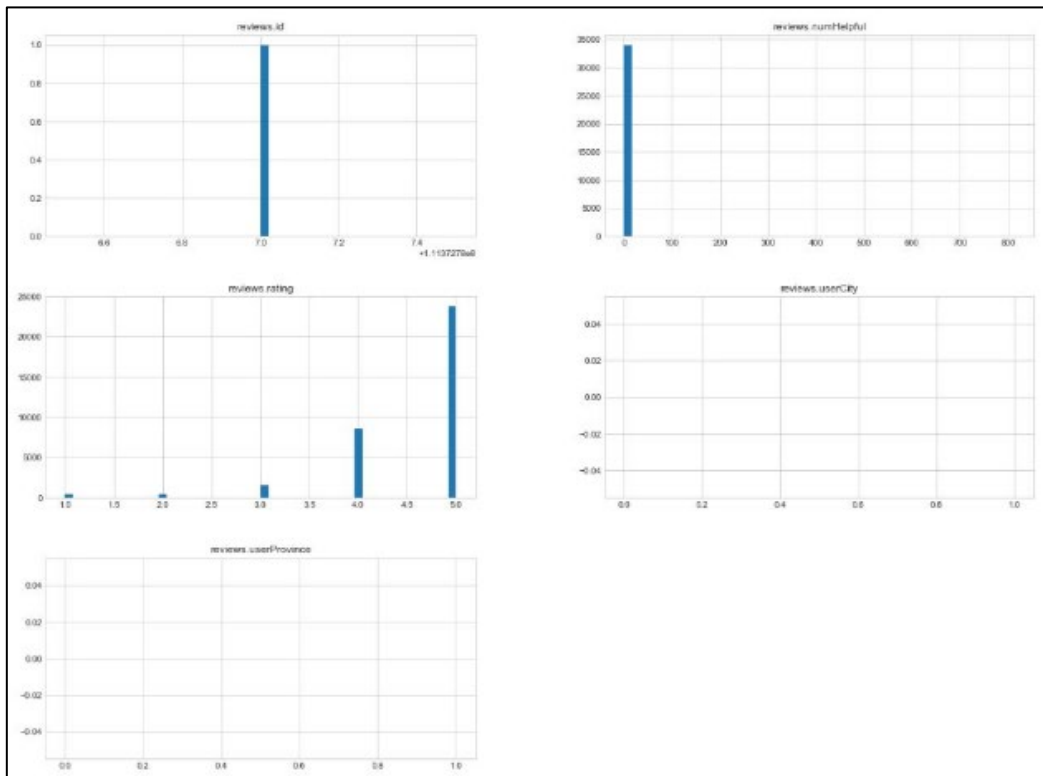 reviews.id
1.0
0.8
0.6
0.4
0.2
0.0
6.6 6.8 7.0 7.2 7.4
+1.1137278e8
reviews.numHelpful
35000
30000
25000
20000
15000
10000
5000
0
0 100 200 300 400 500 600 700 800
reviews.rating
25000
20000
15000
10000
5000
0
1.0 1.5 2.0 2.5 3.0 3.5 4.0 4.5 5.0
reviews.userCity
0.04
0.02
0.00
−0.02
−0.04
0.0 0.2 0.4 0.6 0.8 1.0
reviews.userProvince
0.04
0.02
0.00
−0.02
−0.04
0.0 0.2 0.4 0.6 0.8 1.0